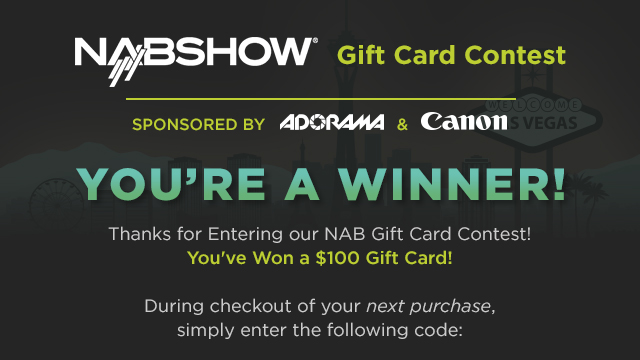 NABSHOW® Gift Card Contest
WELCOME
SPONSORED BY ADORAMA & Canon
VEGAS
YOU'RE A WINNER!
Thanks for Entering our NAB Gift Card Contest!
You've Won a $100 Gift Card!
During checkout of your next purchase,
simply enter the following code: